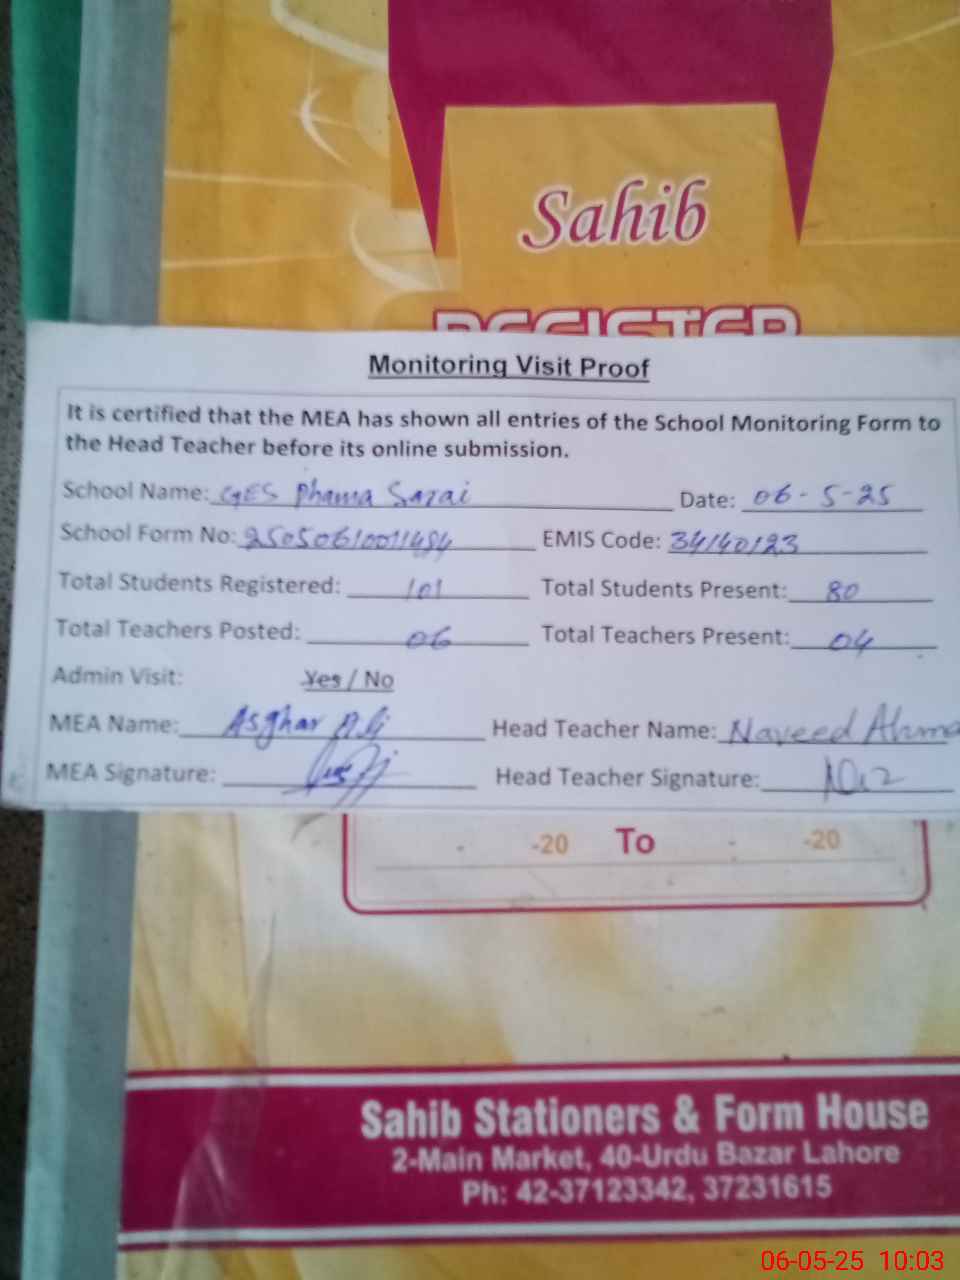 Sahib
REGISTER
Monitoring Visit Proof
It is certified that the MEA has shown all entries of the School Monitoring Form to
the Head Teacher before its online submission.
School Name: GES Phama Sarai Date: 06-5-25
School Form No: 2505061001484 EMIS Code: 34140123
Total Students Registered: 101 Total Students Present: 80
Total Teachers Posted: 06 Total Teachers Present: 04
Admin Visit: Yes / No
MEA Name: Asghar Ali Head Teacher Name: Naveed Ahma
MEA Signature: Head Teacher Signature:
-20 To -20
Sahib Stationers & Form House
2-Main Market, 40-Urdu Bazar Lahore
Ph: 42-37123342, 37231615
06-05-25 10:03